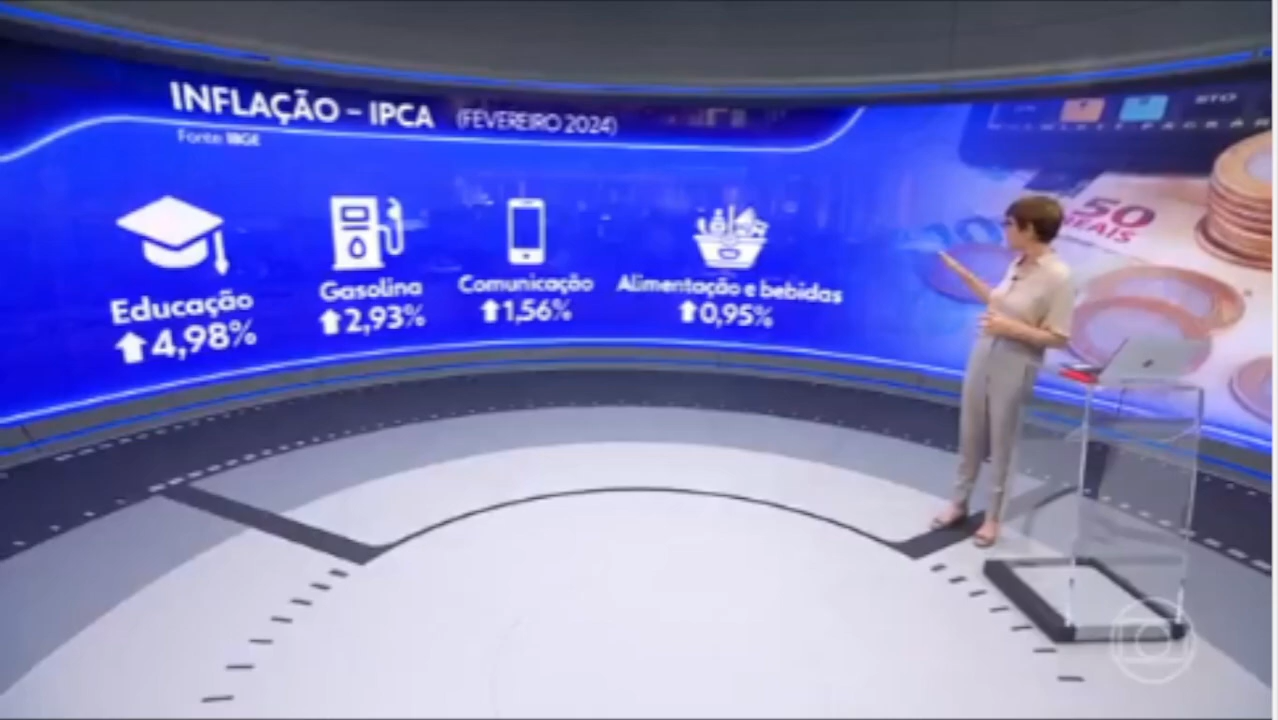 INFLAÇÃO – IPCA (FEVEREIRO 2024)
Fonte IBGE
Educação
4,98%
Gasolina
2,93%
Comunicação
1,56%
Alimentação e bebidas
0,95%
50
REAIS
STO